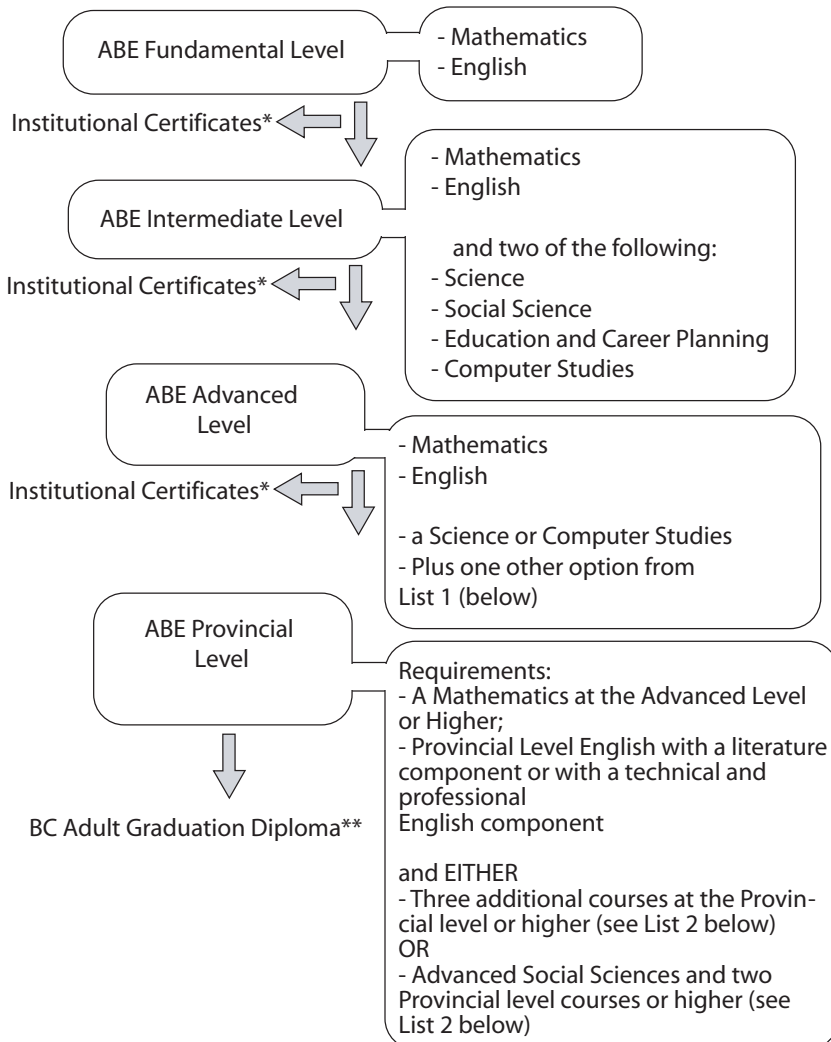 ABE Fundamental Level
- Mathematics
- English
Institutional Certificates*
ABE Intermediate Level
- Mathematics
- English
and two of the following:
- Science
- Social Science
- Education and Career Planning
- Computer Studies
Institutional Certificates*
ABE Advanced
Level
- Mathematics
- English
- a Science or Computer Studies
- Plus one other option from
List 1 (below)
Institutional Certificates*
ABE Provincial
Level
Requirements:
- A Mathematics at the Advanced Level
or Higher;
- Provincial Level English with a literature
component or with a technical and
professional
English component
and EITHER
- Three additional courses at the Provin-
cial level or higher (see List 2 below)
OR
- Advanced Social Sciences and two
Provincial level courses or higher (see
List 2 below)
BC Adult Graduation Diploma**